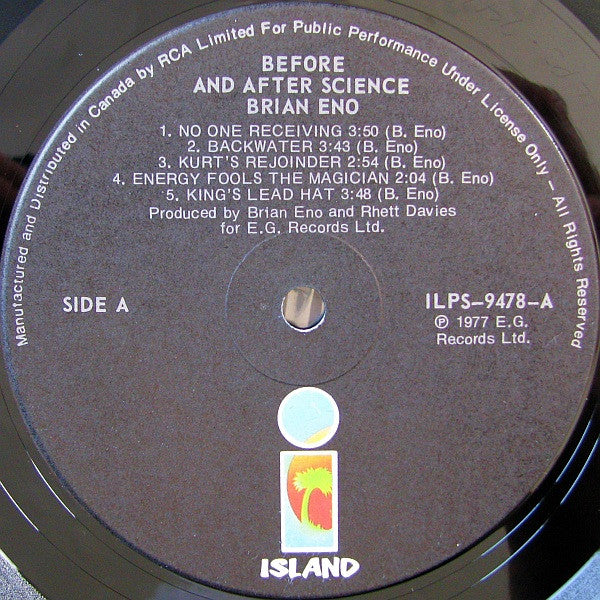 Manufactured and Distributed in Canada by RCA Limited For Public Performance Under License Only – All Rights Reserved
BEFORE
AND AFTER SCIENCE
BRIAN ENO
1. NO ONE RECEIVING 3:50 (B. Eno)
2. BACKWATER 3:43 (B. Eno)
3. KURT'S REJOINDER 2:54 (B. Eno)
4. ENERGY FOOLS THE MAGICIAN 2:04 (B. Eno)
5. KING'S LEAD HAT 3:48 (B. Eno)
Produced by Brian Eno and Rhett Davies
for E.G. Records Ltd.
SIDE A
ILPS–9478–A
℗ 1977 E.G.
Records Ltd.
ISLAND